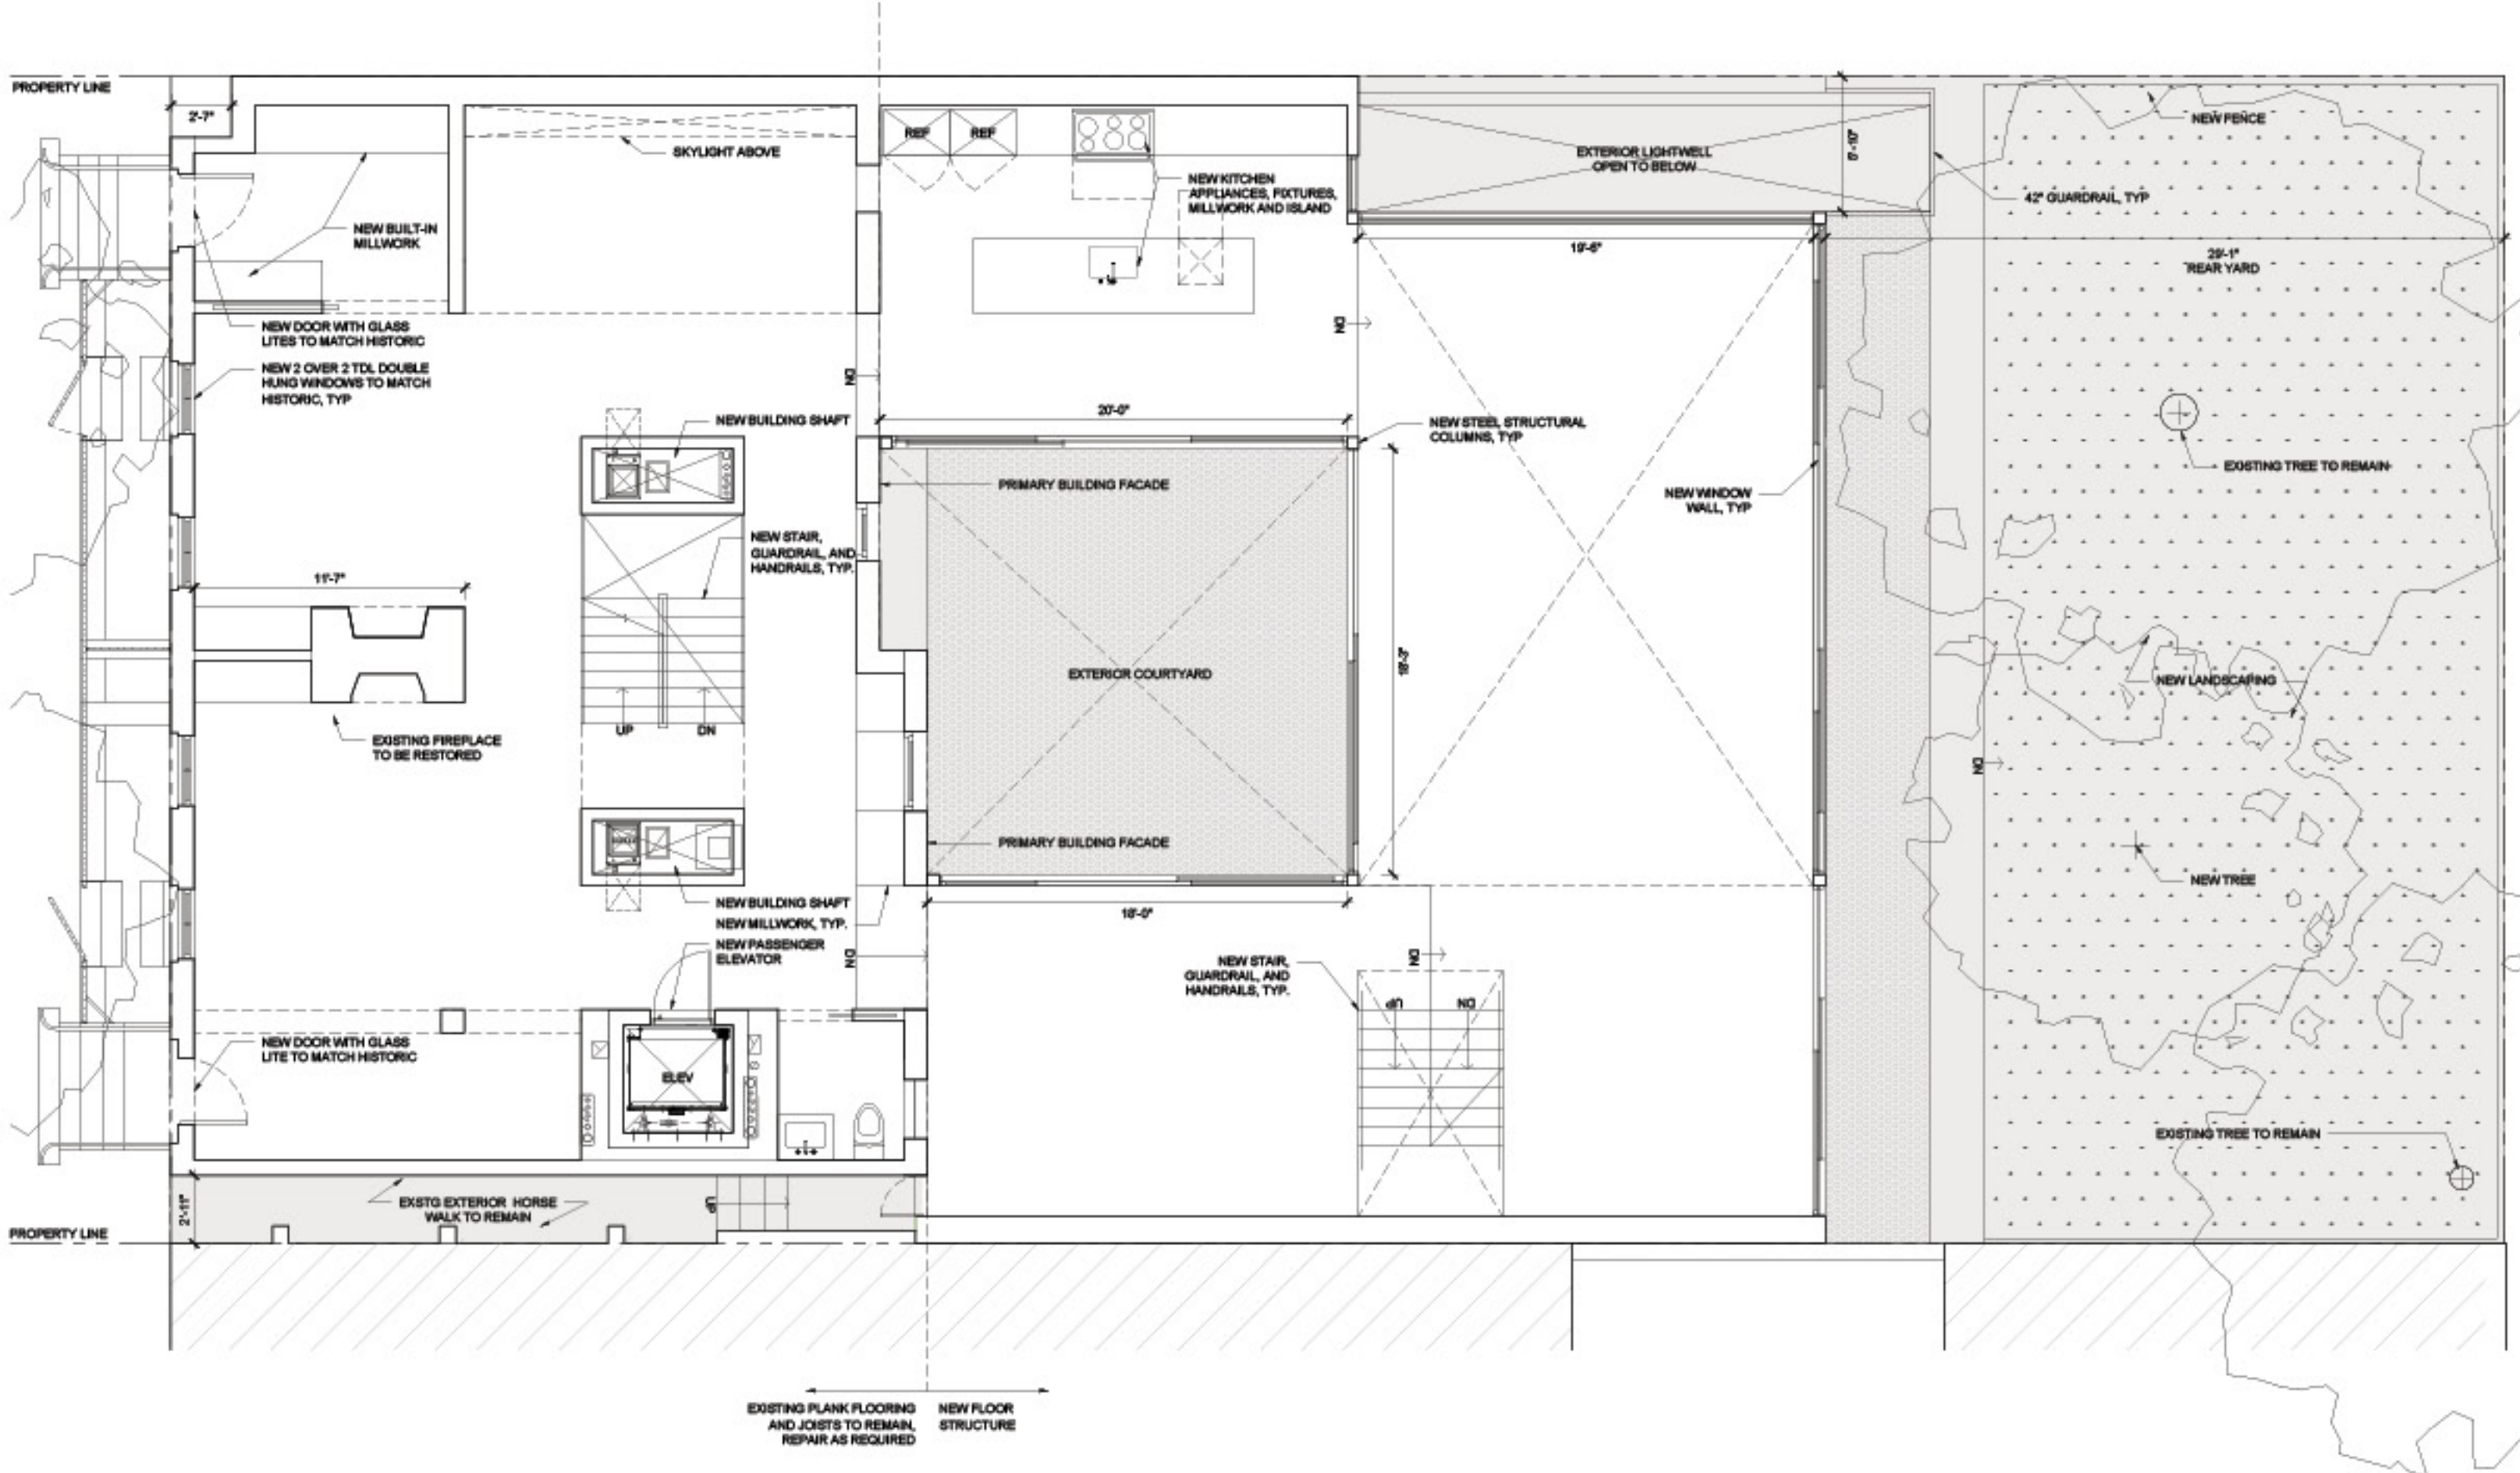 PROPERTY LINE
2'-7"
SKYLIGHT ABOVE
REF
REF
NEW KITCHEN
APPLIANCES, FIXTURES,
MILLWORK AND ISLAND
EXTERIOR LIGHTWELL
OPEN TO BELOW
NEW FENCE
42" GUARDRAIL, TYP
NEW BUILT-IN
MILLWORK
19'-6"
29'-1"
REAR YARD
NEW DOOR WITH GLASS
LITES TO MATCH HISTORIC
DN
NEW 2 OVER 2 TDL DOUBLE
HUNG WINDOWS TO MATCH
HISTORIC, TYP
DN
NEW BUILDING SHAFT
20'-0"
NEW STEEL STRUCTURAL
COLUMNS, TYP
PRIMARY BUILDING FACADE
NEW WINDOW
WALL, TYP
EXISTING TREE TO REMAIN
NEW STAIR,
GUARDRAIL, AND
HANDRAILS, TYP.
11'-7"
EXTERIOR COURTYARD
18'-3"
NEW LANDSCAPING
UP
DN
EXISTING FIREPLACE
TO BE RESTORED
DN
PRIMARY BUILDING FACADE
NEW TREE
NEW BUILDING SHAFT
NEW MILLWORK, TYP.
18'-0"
NEW PASSENGER
ELEVATOR
DN
NEW STAIR,
GUARDRAIL, AND
HANDRAILS, TYP.
DN
UP
DN
NEW DOOR WITH GLASS
LITE TO MATCH HISTORIC
ELEV
EXISTING TREE TO REMAIN
2'-11"
EXSTG EXTERIOR HORSE
WALK TO REMAIN
UP
PROPERTY LINE
EXISTING PLANK FLOORING
AND JOISTS TO REMAIN,
REPAIR AS REQUIRED
NEW FLOOR
STRUCTURE